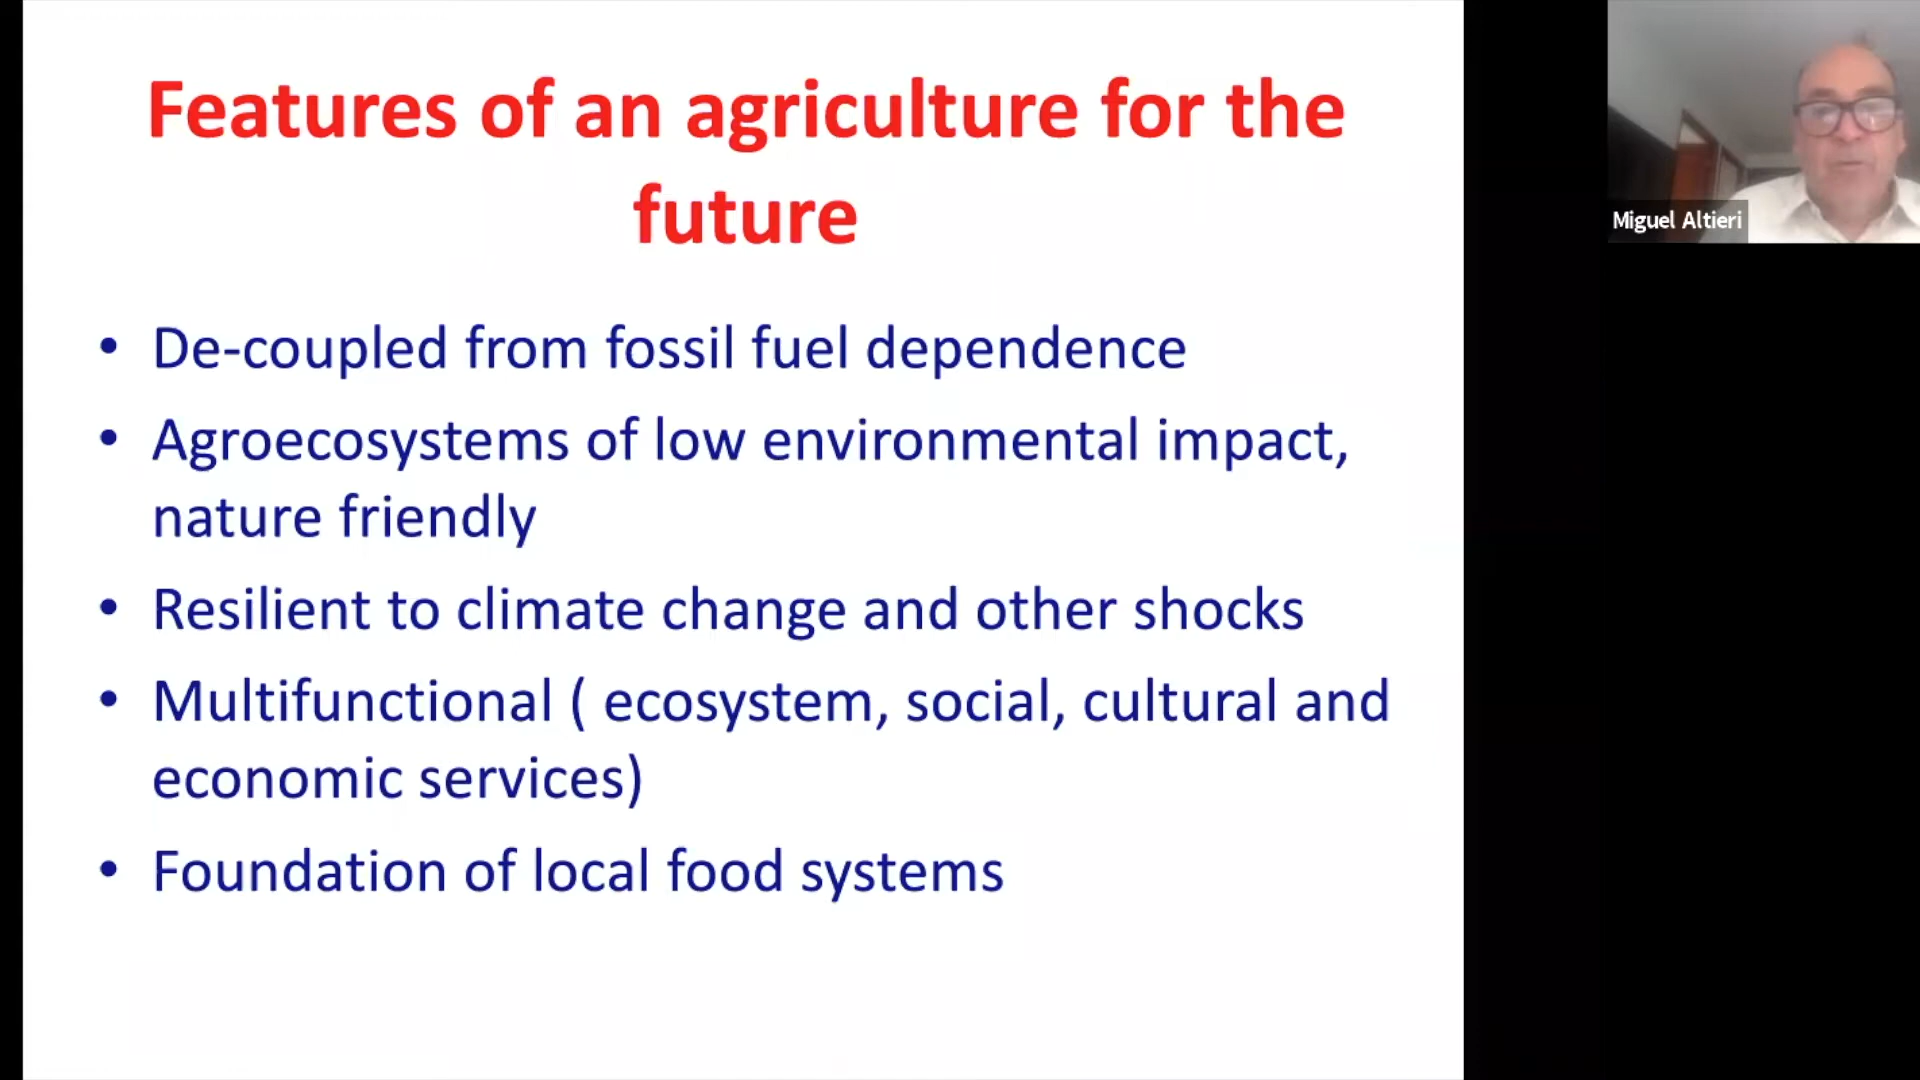 Features of an agriculture for the
future
• De-coupled from fossil fuel dependence
• Agroecosystems of low environmental impact,
nature friendly
• Resilient to climate change and other shocks
• Multifunctional ( ecosystem, social, cultural and
economic services)
• Foundation of local food systems
Miguel Altieri